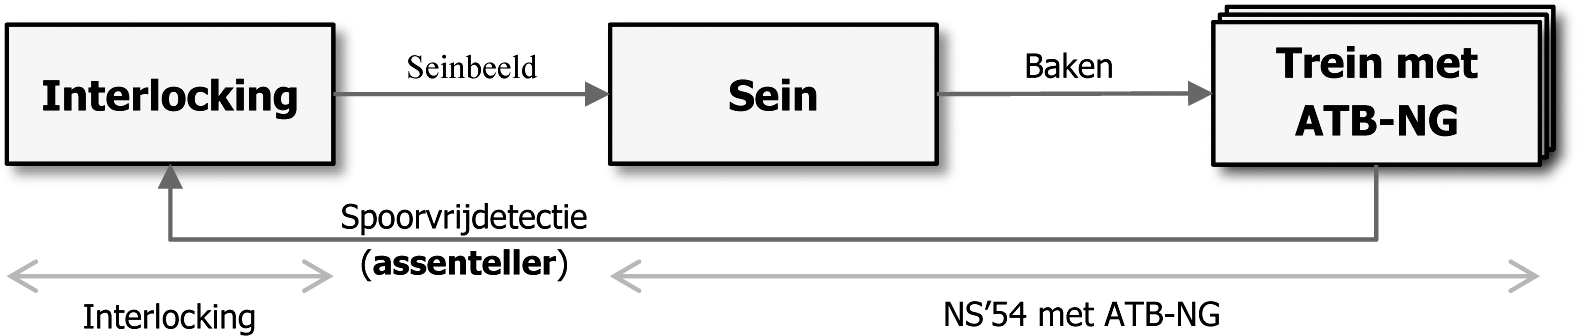 Interlocking
Seinbeeld
Sein
Baken
Trein met
ATB-NG
Spoorvrijdetectie
(assenteller)
Interlocking
NS’54 met ATB-NG